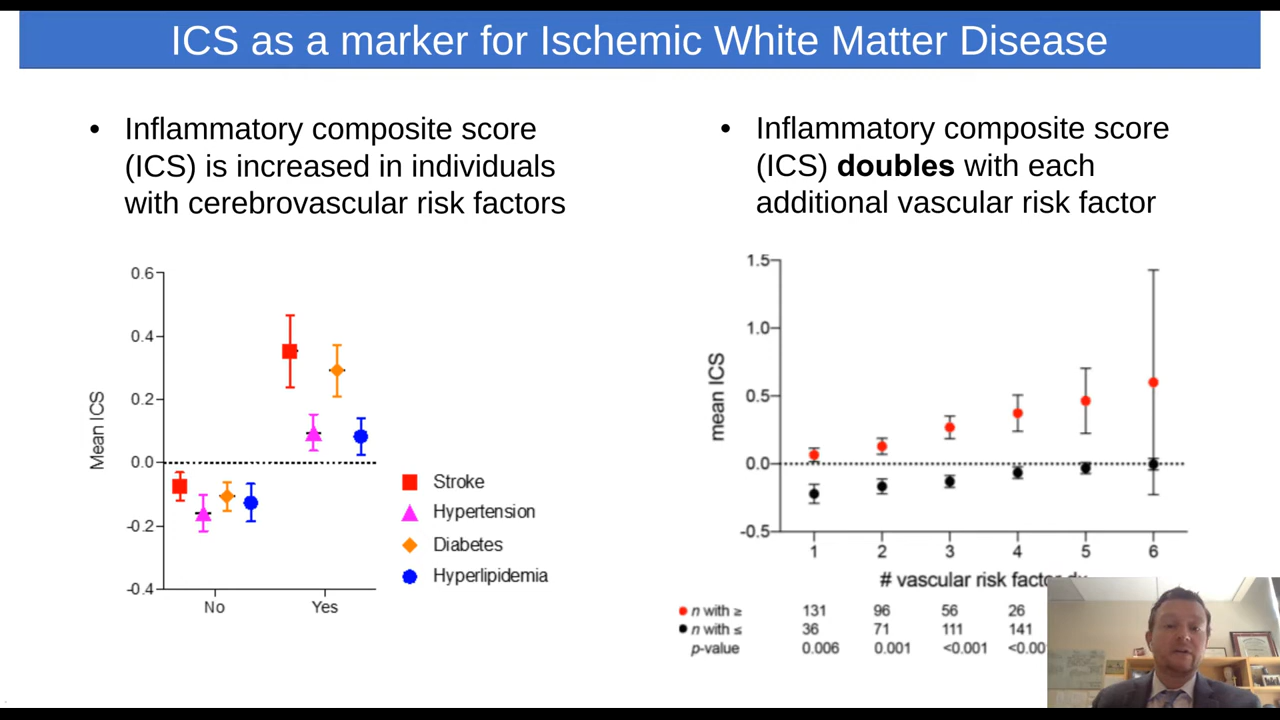 ICS as a marker for Ischemic White Matter Disease
• Inflammatory composite score
(ICS) is increased in individuals
with cerebrovascular risk factors
• Inflammatory composite score
(ICS) doubles with each
additional vascular risk factor
0.6
0.4
0.2
0.0
-0.2
-0.4
Mean ICS
No Yes
Stroke
Hypertension
Diabetes
Hyperlipidemia
1.5
1.0
0.5
0.0
-0.5
mean ICS
1 2 3 4 5 6
# vascular risk factor
n with ≥ 131 96 56 26
n with ≤ 36 71 111 141
p-value 0.006 0.001 <0.001 <0.00